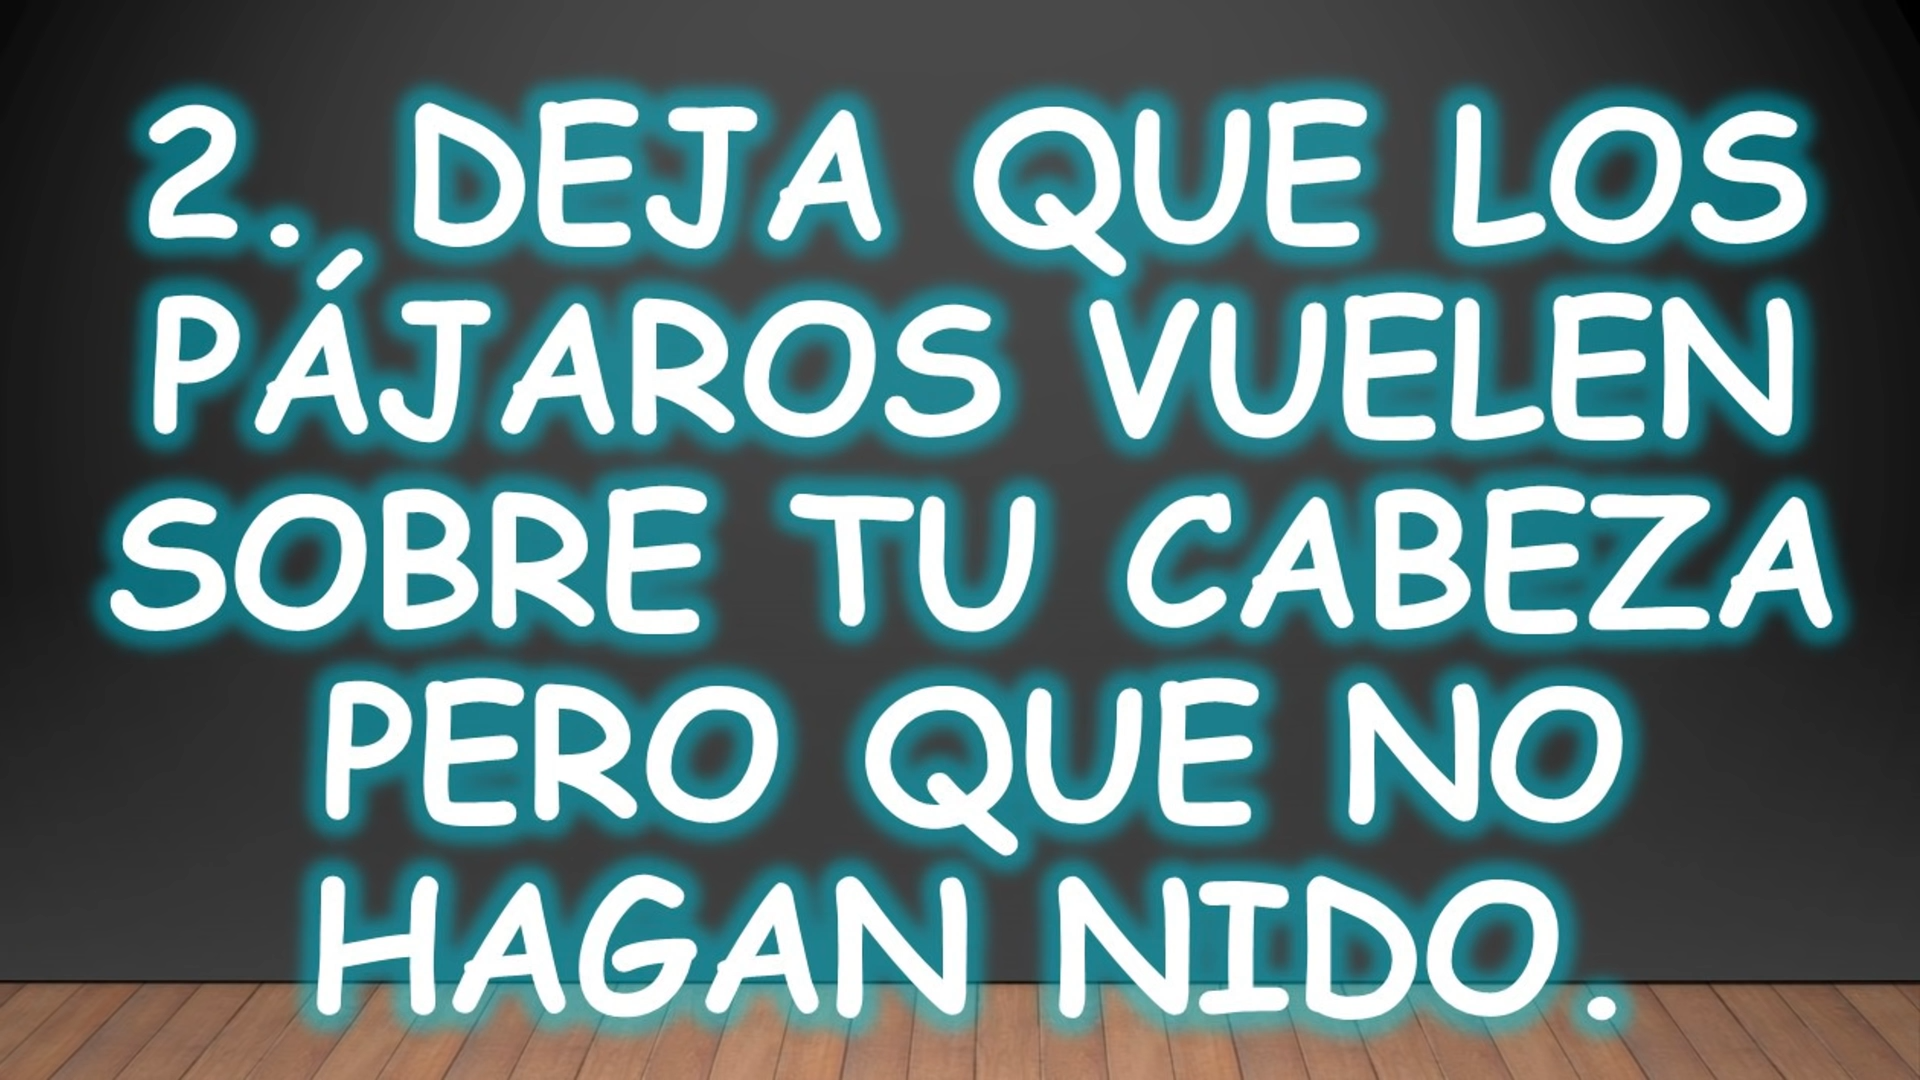 2. DEJA QUE LOS
PÁJAROS VUELEN
SOBRE TU CABEZA
PERO QUE NO
HAGAN NIDO.